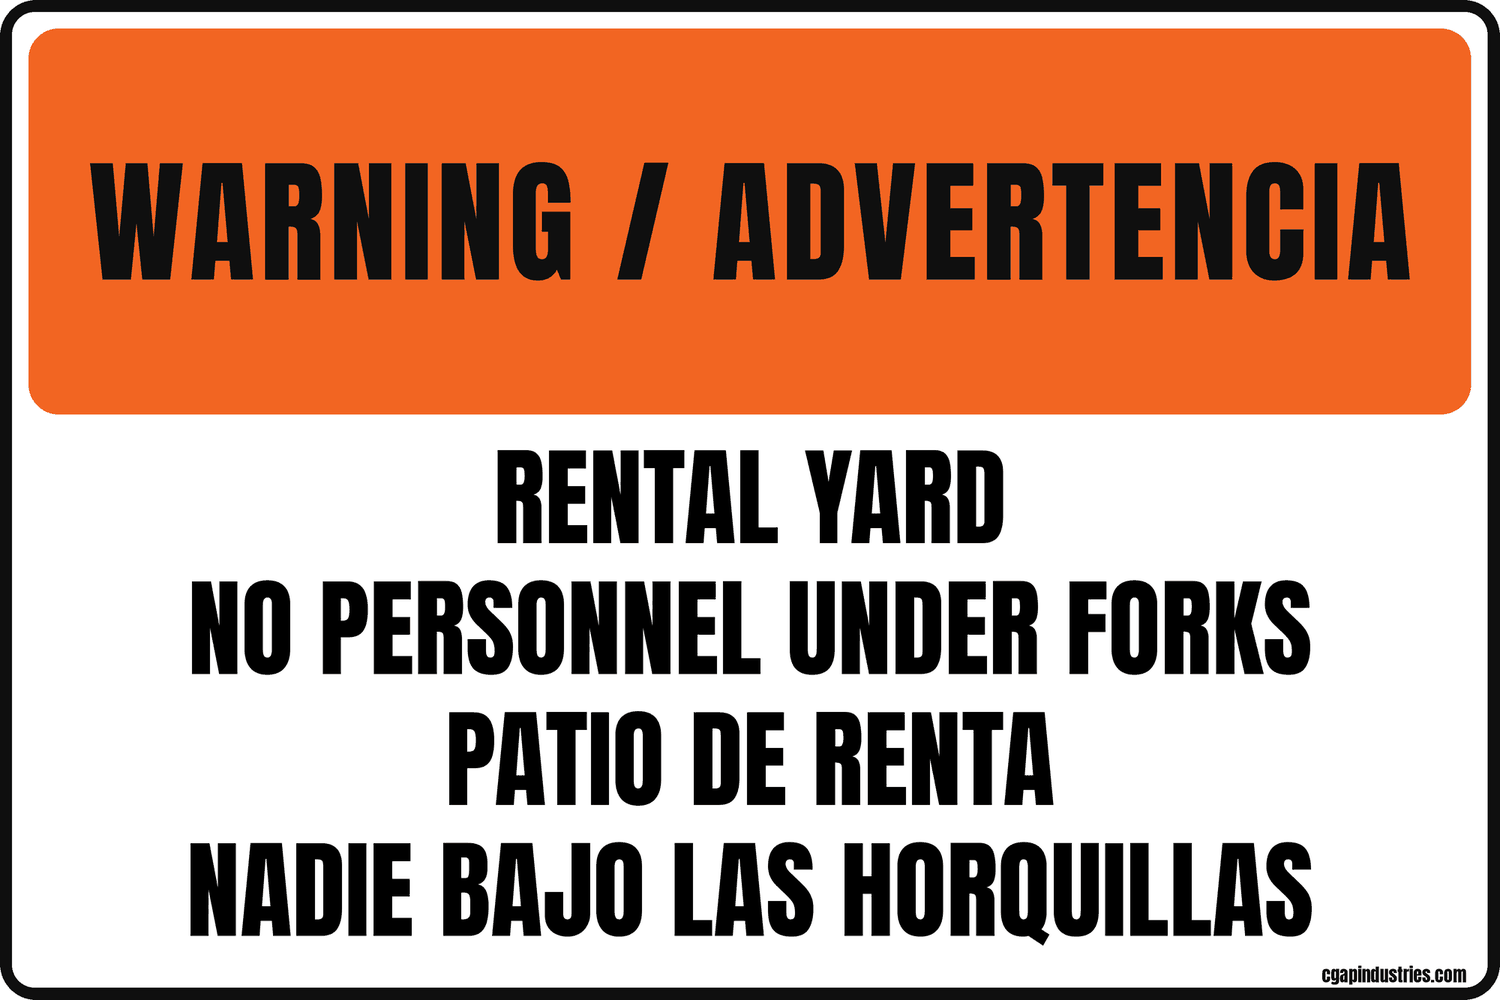 WARNING / ADVERTENCIA
RENTAL YARD
NO PERSONNEL UNDER FORKS
PATIO DE RENTA
NADIE BAJO LAS HORQUILLAS
cgapindustries.com